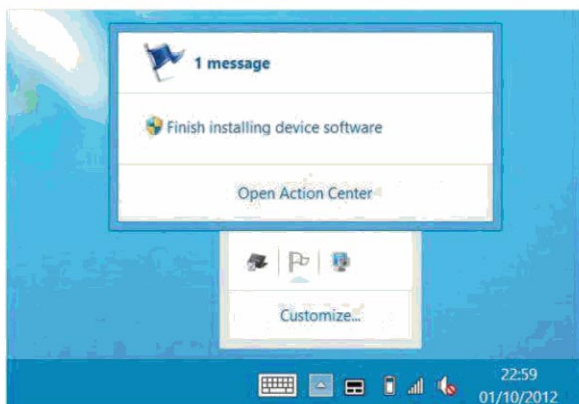 1 message
Finish installing device software
Open Action Center
Customize...
22:59
01/10/2012